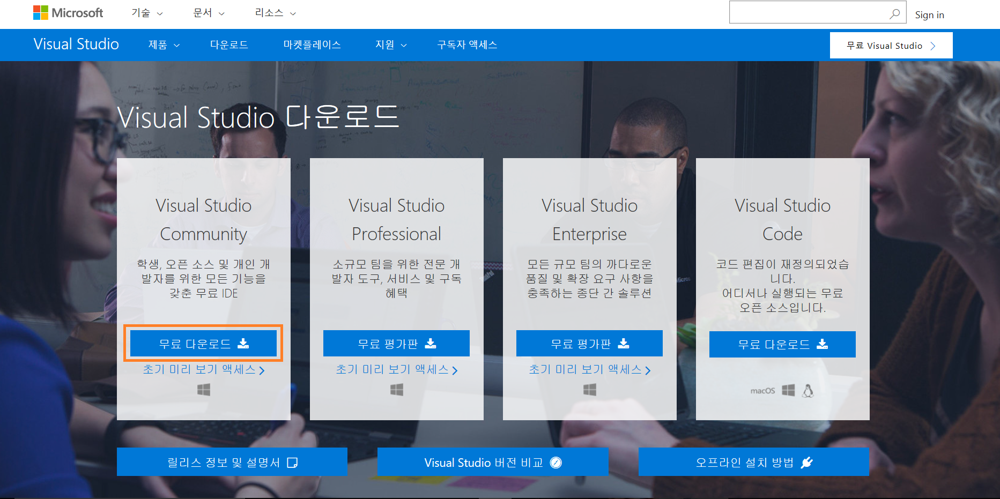 Microsoft 기술 문서 리소스 Sign in
Visual Studio 제품 다운로드 마켓플레이스 지원 구독자 액세스 무료 Visual Studio
Visual Studio 다운로드
Visual Studio
Community
학생, 오픈 소스 및 개인 개
발자를 위한 모든 기능을
갖춘 무료 IDE
무료 다운로드
초기 미리 보기 액세스
Visual Studio
Professional
소규모 팀을 위한 전문 개
발자 도구, 서비스 및 구독
혜택
무료 평가판
초기 미리 보기 액세스
Visual Studio
Enterprise
모든 규모 팀의 까다로운
품질 및 확장 요구 사항을
충족하는 종단 간 솔루션
무료 평가판
초기 미리 보기 액세스
Visual Studio
Code
코드 편집이 재정의되었습
니다.
어디서나 실행되는 무료
오픈 소스입니다.
무료 다운로드
macOS
릴리스 정보 및 설명서
Visual Studio 버전 비교
오프라인 설치 방법